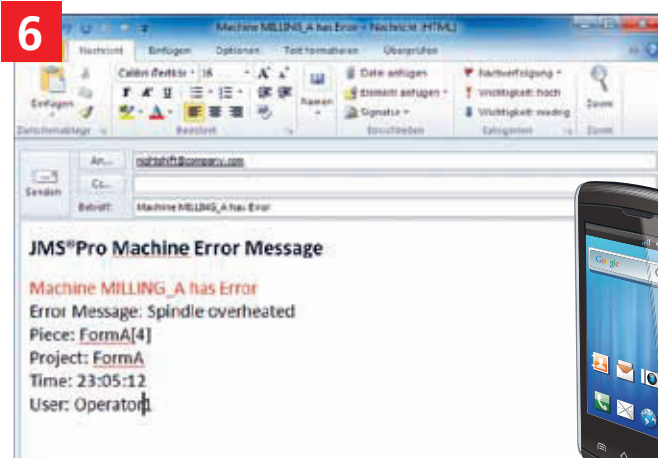 6
Machine MILLING_A has Error - Nachricht (HTML)
Nachricht Einfügen Optionen Text formatieren Überprüfen
Calibri (Textkör 16
Datei anfügen
Nachverfolgung
Einfügen
F K U
Namen
Element anfügen
Wichtigkeit: hoch
Zoom
Signatur
Wichtigkeit: niedrig
Zwischenablage
Basistext
Einschließen
Kategorien
Zoom
An...
nightshift@company.com
Senden
Cc...
Betreff:
Machine MILLING_A has Error
JMS®Pro Machine Error Message
Machine MILLING_A has Error
Error Message: Spindle overheated
Piece: FormA[4]
Project: FormA
Time: 23:05:12
User: Operator1
Google